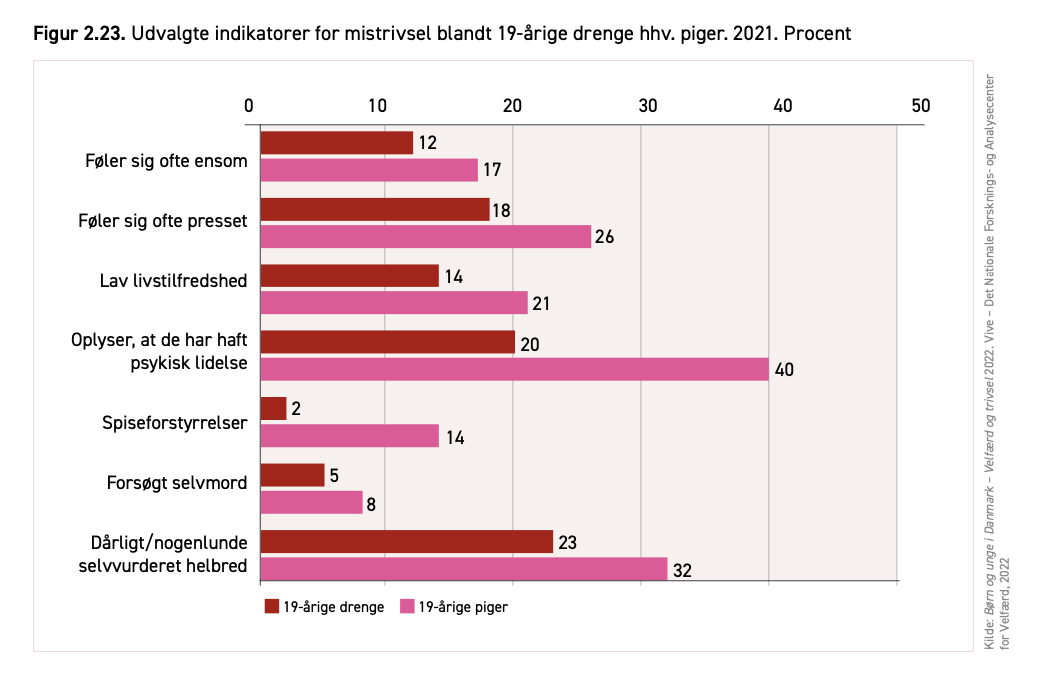 Figur 2.23. Udvalgte indikatorer for mistrivsel blandt 19-årige drenge hhv. piger. 2021. Procent
0 10 20 30 40 50
Føler sig ofte ensom
12
17
Føler sig ofte presset
18
26
Lav livstilfredshed
14
21
Oplyser, at de har haft
psykisk lidelse
20
40
Spiseforstyrrelser
2
14
Forsøgt selvmord
5
8
Dårligt/nogenlunde
selvvurderet helbred
23
32
19-årige drenge 19-årige piger
Kilde: Børn og unge i Danmark – Velfærd og trivsel 2022. Vive – Det Nationale Forsknings- og Analysecenter
for Velfærd, 2022